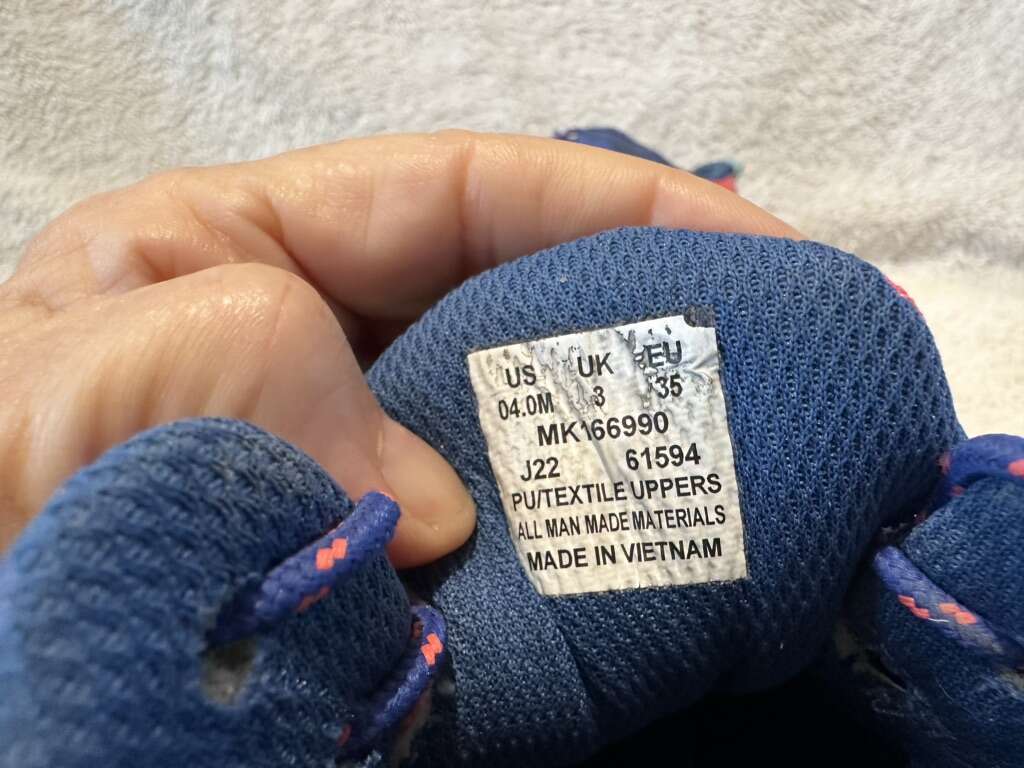 US UK EU
04.0M 3 35
MK166990
J22 61594
PU/TEXTILE UPPERS
ALL MAN MADE MATERIALS
MADE IN VIETNAM